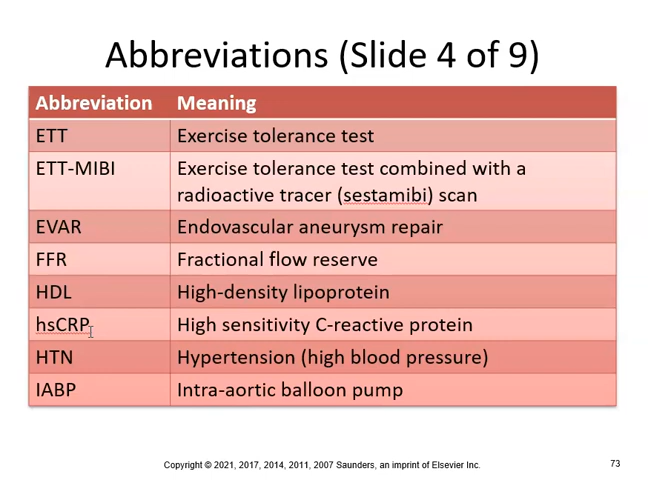 Abbreviations (Slide 4 of 9)
Abbreviation Meaning
ETT Exercise tolerance test
ETT-MIBI Exercise tolerance test combined with a
radioactive tracer (sestamibi) scan
EVAR Endovascular aneurysm repair
FFR Fractional flow reserve
HDL High-density lipoprotein
hsCRP High sensitivity C-reactive protein
HTN Hypertension (high blood pressure)
IABP Intra-aortic balloon pump
Copyright © 2021, 2017, 2014, 2011, 2007 Saunders, an imprint of Elsevier Inc. 73